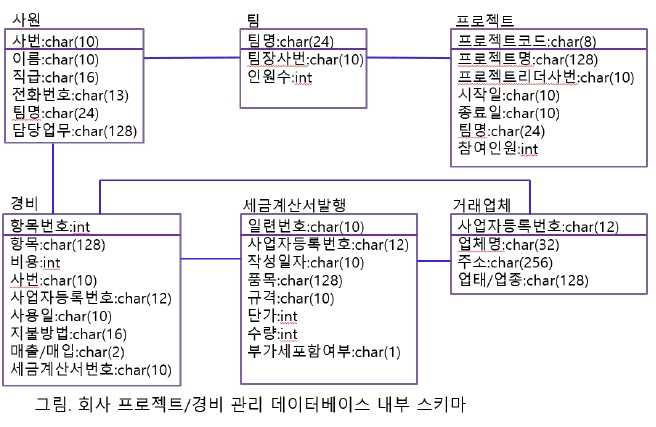 사원
사번:char(10)
이름:char(10)
직급:char(16)
전화번호:char(13)
팀명:char(24)
담당업무:char(128)
팀
팀명:char(24)
팀장사번:char(10)
인원수:int
프로젝트
프로젝트코드:char(8)
프로젝트명:char(128)
프로젝트리더사번:char(10)
시작일:char(10)
종료일:char(10)
팀명:char(24)
참여인원:int
경비
항목번호:int
항목:char(128)
비용:int
사번:char(10)
사업자등록번호:char(12)
사용일:char(10)
지불방법:char(16)
매출/매입:char(2)
세금계산서번호:char(10)
세금계산서발행
일련번호:char(10)
사업자등록번호:char(12)
작성일자:char(10)
품목:char(128)
규격:char(10)
단가:int
수량:int
부가세포함여부:char(1)
거래업체
사업자등록번호:char(12)
업체명:char(32)
주소:char(256)
업태/업종:char(128)
그림. 회사 프로젝트/경비 관리 데이터베이스 내부 스키마